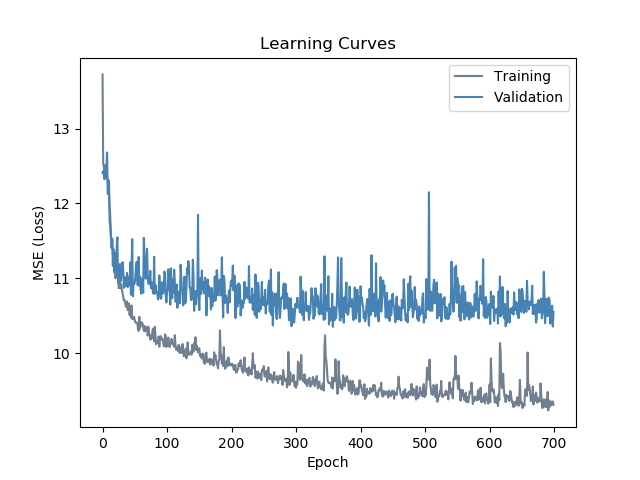 Learning Curves
Training
Validation
13
12
11
10
MSE (Loss)
0 100 200 300 400 500 600 700
Epoch